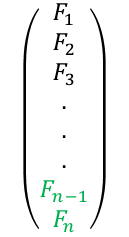 F₁
F₂
F₃
.
.
.
Fₙ₋₁
Fₙ